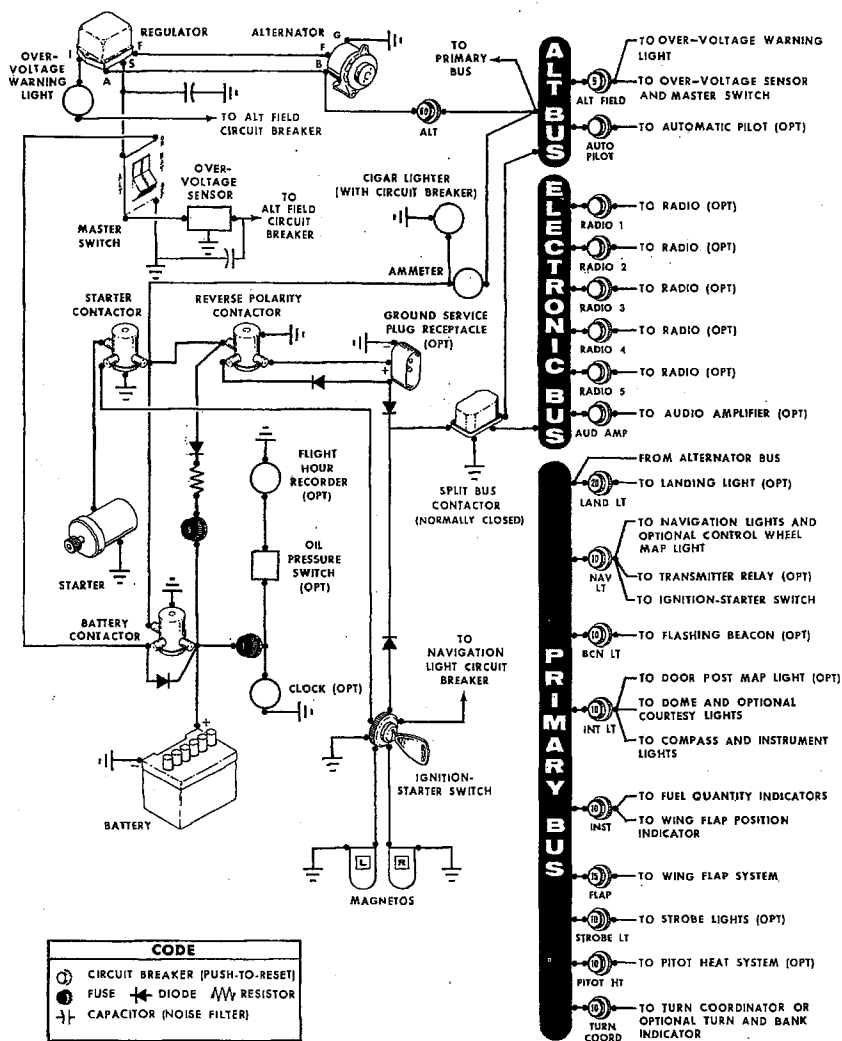 REGULATOR
ALTERNATOR
G
I
F
S
A
F
B
OVER-
VOLTAGE
WARNING
LIGHT
TO ALT FIELD
CIRCUIT BREAKER
60
ALT
TO
PRIMARY
BUS
MASTER
SWITCH
OVER-
VOLTAGE
SENSOR
TO
ALT FIELD
CIRCUIT
BREAKER
CIGAR LIGHTER
(WITH CIRCUIT BREAKER)
AMMETER
STARTER
CONTACTOR
REVERSE POLARITY
CONTACTOR
GROUND SERVICE
PLUG RECEPTACLE
(OPT)
−
+
SPLIT BUS
CONTACTOR
(NORMALLY CLOSED)
FLIGHT
HOUR
RECORDER
(OPT)
OIL
PRESSURE
SWITCH
(OPT)
STARTER
BATTERY
CONTACTOR
CLOCK (OPT)
TO
NAVIGATION
LIGHT CIRCUIT
BREAKER
+
−
BATTERY
IGNITION-
STARTER SWITCH
L
R
MAGNETOS
ALT BUS
5
ALT FIELD
TO OVER-VOLTAGE WARNING
LIGHT
TO OVER-VOLTAGE SENSOR
AND MASTER SWITCH
AUTO
PILOT
TO AUTOMATIC PILOT (OPT)
ELECTRONIC BUS
RADIO 1
TO RADIO (OPT)
RADIO 2
TO RADIO (OPT)
RADIO 3
TO RADIO (OPT)
RADIO 4
TO RADIO (OPT)
RADIO 5
TO RADIO (OPT)
AUD AMP
TO AUDIO AMPLIFIER (OPT)
PRIMARY BUS
FROM ALTERNATOR BUS
20
LAND LT
TO LANDING LIGHT (OPT)
10
NAV
LT
TO NAVIGATION LIGHTS AND
OPTIONAL CONTROL WHEEL
MAP LIGHT
TO TRANSMITTER RELAY (OPT)
TO IGNITION-STARTER SWITCH
10
BCN LT
TO FLASHING BEACON (OPT)
10
INT LT
TO DOOR POST MAP LIGHT (OPT)
TO DOME AND OPTIONAL
COURTESY LIGHTS
TO COMPASS AND INSTRUMENT
LIGHTS
10
INST
TO FUEL QUANTITY INDICATORS
TO WING FLAP POSITION
INDICATOR
15
FLAP
TO WING FLAP SYSTEM
10
STROBE LT
TO STROBE LIGHTS (OPT)
10
PITOT HT
TO PITOT HEAT SYSTEM (OPT)
10
TURN
COORD
TO TURN COORDINATOR OR
OPTIONAL TURN AND BANK
INDICATOR
CODE
CIRCUIT BREAKER (PUSH-TO-RESET)
FUSE DIODE RESISTOR
CAPACITOR (NOISE FILTER)